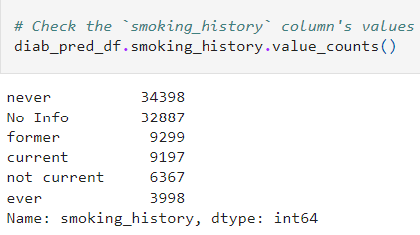 # Check the `smoking_history` column's values
diab_pred_df.smoking_history.value_counts()
never 34398
No Info 32887
former 9299
current 9197
not current 6367
ever 3998
Name: smoking_history, dtype: int64